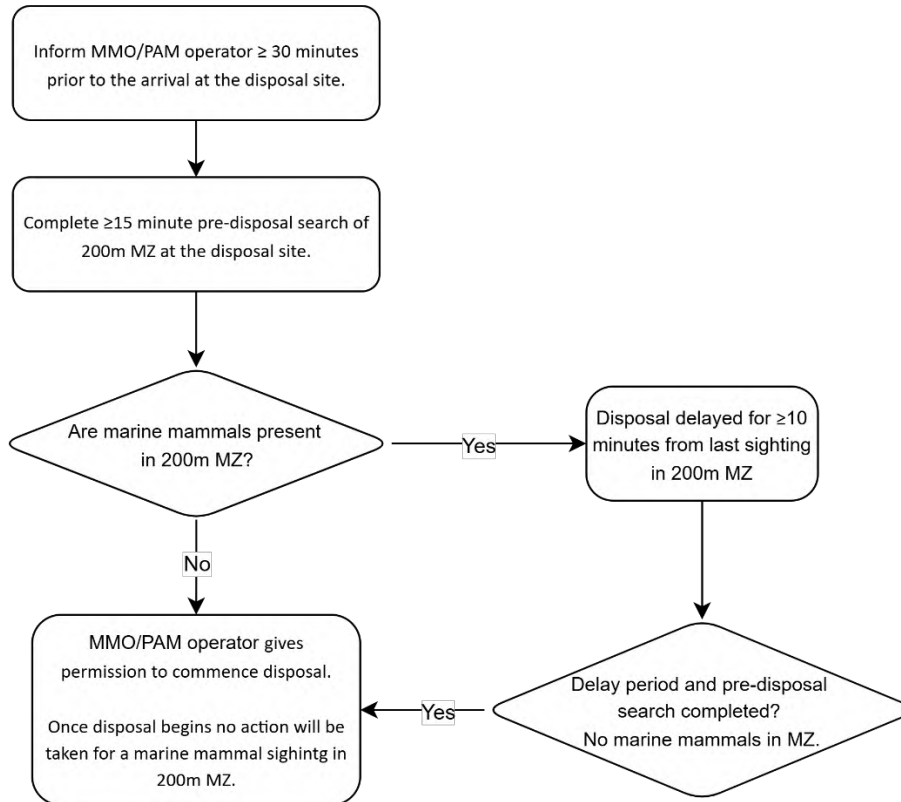 Inform MMO/PAM operator ≥ 30 minutes
prior to the arrival at the disposal site.
Complete ≥15 minute pre-disposal search of
200m MZ at the disposal site.
Are marine mammals present
in 200m MZ?
Yes
Disposal delayed for ≥10
minutes from last sighting
in 200m MZ
No
MMO/PAM operator gives
permission to commence disposal.
Once disposal begins no action will be
taken for a marine mammal sighintg in
200m MZ.
Yes
Delay period and pre-disposal
search completed?
No marine mammals in MZ.